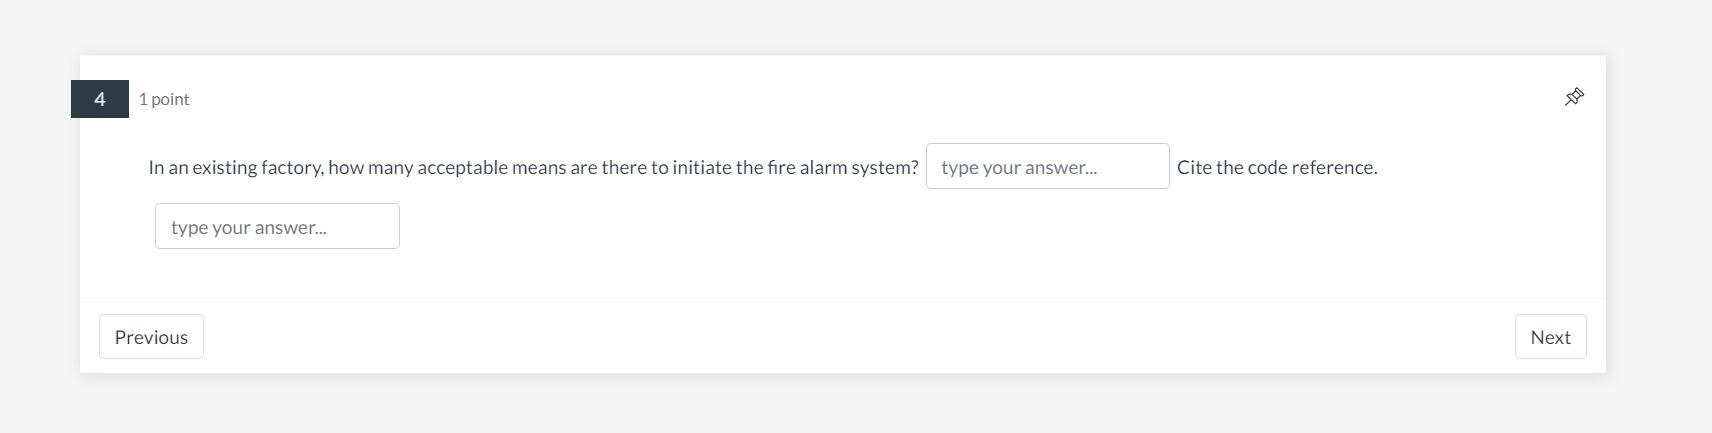 4 1 point
In an existing factory, how many acceptable means are there to initiate the fire alarm system? type your answer... Cite the code reference.
type your answer...
Previous Next